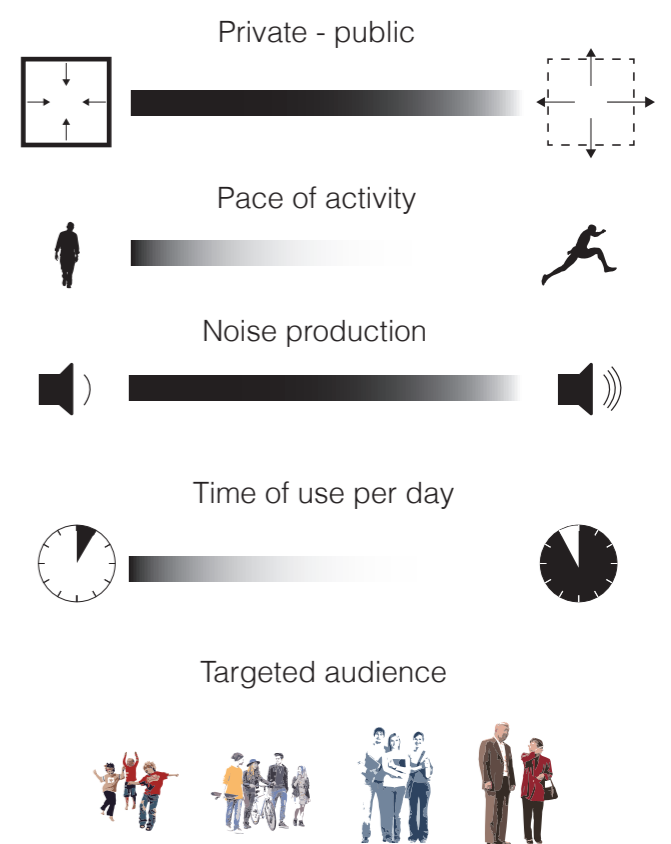 Private - public
Pace of activity
Noise production
Time of use per day
Targeted audience